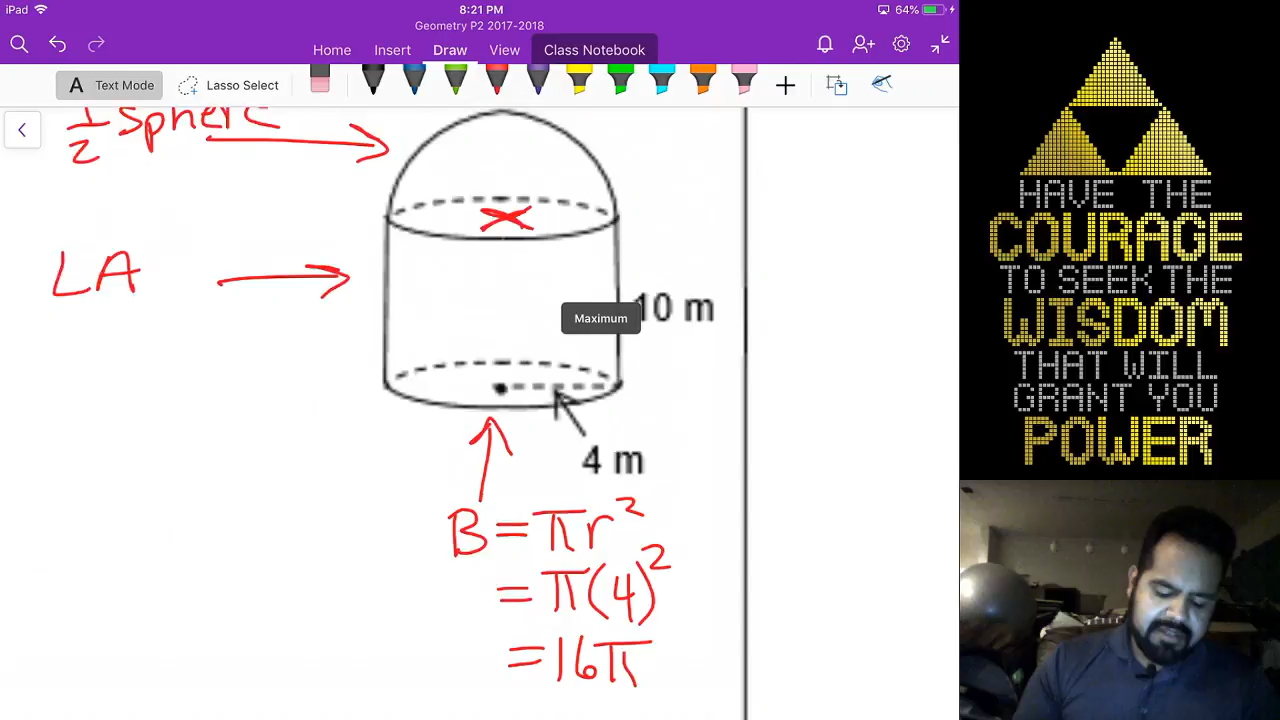 iPad
8:21 PM
64%
Geometry P2 2017-2018
Home Insert Draw View Class Notebook
A Text Mode Lasso Select
1/2 Sphere
LA
10 m
Maximum
4 m
B = πr²
= π(4)²
= 16π
HAVE THE
COURAGE
TO SEEK THE
WISDOM
THAT WILL
GRANT YOU
POWER